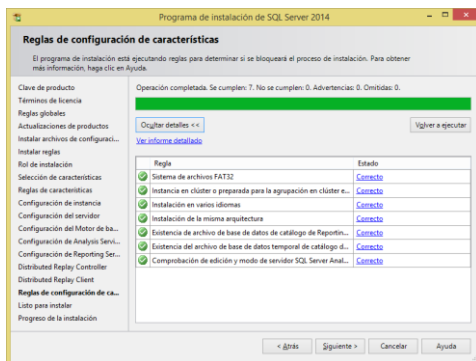 Programa de instalación de SQL Server 2014
Reglas de configuración de características
El programa de instalación está ejecutando reglas para determinar si se bloqueará el proceso de instalación. Para obtener
más información, haga clic en Ayuda.
Clave de producto
Términos de licencia
Reglas globales
Actualizaciones de productos
Instalar archivos de configuraci...
Instalar reglas
Rol de instalación
Selección de características
Reglas de características
Configuración de instancia
Configuración del servidor
Configuración del Motor de ba...
Configuración de Analysis Servi...
Configuración de Reporting Ser...
Distributed Replay Controller
Distributed Replay Client
Reglas de configuración de ca...
Listo para instalar
Progreso de la instalación
Operación completada. Se cumplen: 7. No se cumplen: 0. Advertencias: 0. Omitidas: 0.
Ocultar detalles <<
Volver a ejecutar
Ver informe detallado
Regla Estado
Sistema de archivos FAT32 Correcto
Instancia en clúster o preparada para la agrupación en clúster e... Correcto
Instalación en varios idiomas Correcto
Instalación de la misma arquitectura Correcto
Existencia de archivo de base de datos de catálogo de Reportin... Correcto
Existencia del archivo de base de datos temporal de catálogo d... Correcto
Comprobación de edición y modo de servidor SQL Server Anal... Correcto
< Atrás Siguiente > Cancelar Ayuda